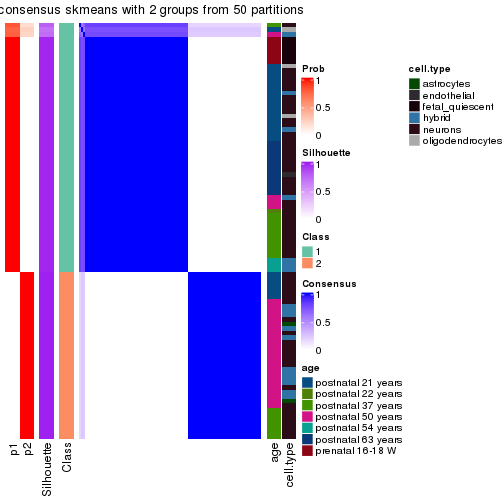 consensus skmeans with 2 groups from 50 partitions
Prob
1
0.5
0
Silhouette
1
0.5
0
Class
1
2
Consensus
1
0.5
0
age
postnatal 21 years
postnatal 22 years
postnatal 37 years
postnatal 50 years
postnatal 54 years
postnatal 63 years
prenatal 16-18 W
cell.type
astrocytes
endothelial
fetal_quiescent
hybrid
neurons
oligodendrocytes
p1
p2
Silhouette
Class
age
cell.type